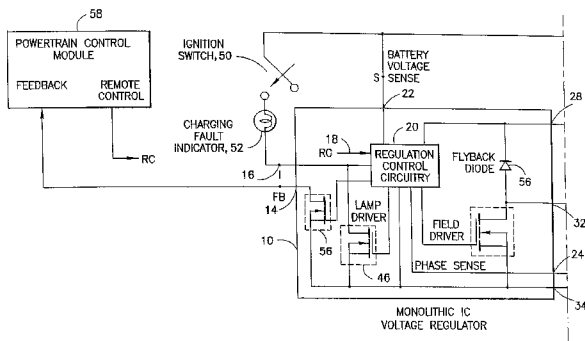 58
POWERTRAIN CONTROL
MODULE
FEEDBACK
REMOTE
CONTROL
RC
IGNITION
SWITCH, 50
BATTERY
VOLTAGE
S-SENSE
22
28
CHARGING
FAULT
INDICATOR, 52
18
RC
20
REGULATION
CONTROL
CIRCUITRY
FLYBACK
DIODE
56
16
FB
14
LAMP
DRIVER
FIELD
DRIVER
32
10
56
46
PHASE SENSE
24
34
MONOLITHIC IC
VOLTAGE REGULATOR